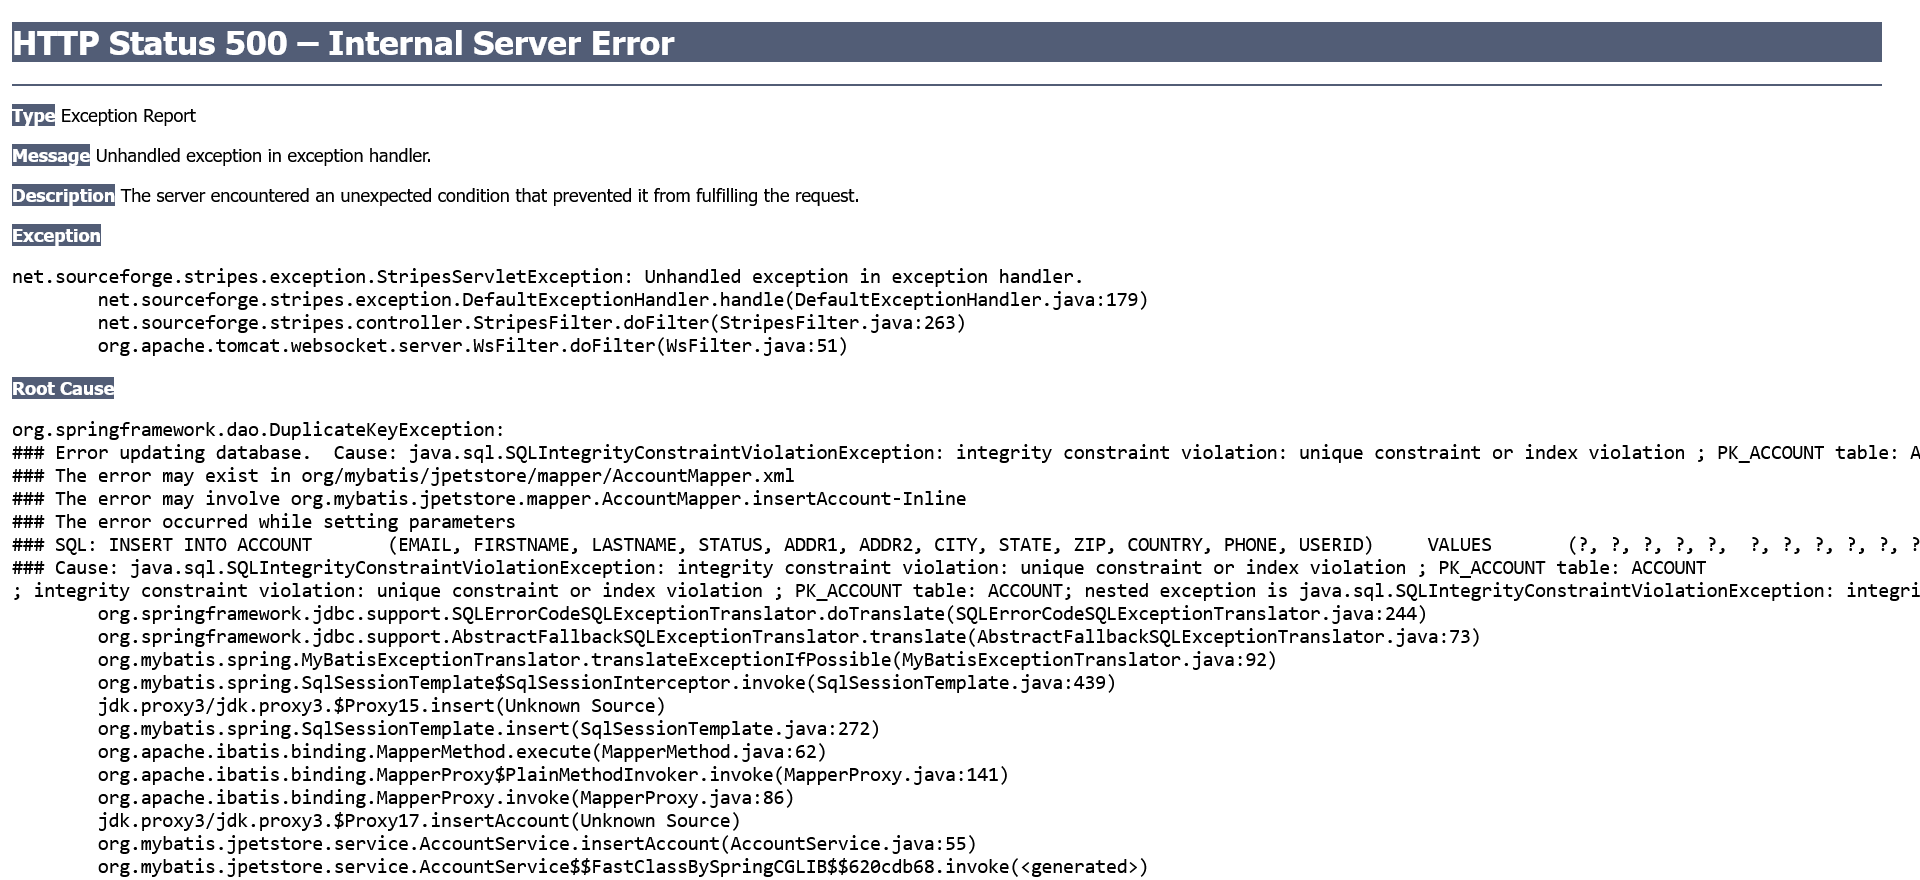 HTTP Status 500 – Internal Server Error
Type Exception Report
Message Unhandled exception in exception handler.
Description The server encountered an unexpected condition that prevented it from fulfilling the request.
Exception
net.sourceforge.stripes.exception.StripesServletException: Unhandled exception in exception handler.
	net.sourceforge.stripes.exception.DefaultExceptionHandler.handle(DefaultExceptionHandler.java:179)
	net.sourceforge.stripes.controller.StripesFilter.doFilter(StripesFilter.java:263)
	org.apache.tomcat.websocket.server.WsFilter.doFilter(WsFilter.java:51)
Root Cause
org.springframework.dao.DuplicateKeyException:
### Error updating database.  Cause: java.sql.SQLIntegrityConstraintViolationException: integrity constraint violation: unique constraint or index violation ; PK_ACCOUNT table: A
### The error may exist in org/mybatis/jpetstore/mapper/AccountMapper.xml
### The error may involve org.mybatis.jpetstore.mapper.AccountMapper.insertAccount-Inline
### The error occurred while setting parameters
### SQL: INSERT INTO ACCOUNT       (EMAIL, FIRSTNAME, LASTNAME, STATUS, ADDR1, ADDR2, CITY, STATE, ZIP, COUNTRY, PHONE, USERID)     VALUES       (?, ?, ?, ?, ?,  ?, ?, ?, ?, ?, ?
### Cause: java.sql.SQLIntegrityConstraintViolationException: integrity constraint violation: unique constraint or index violation ; PK_ACCOUNT table: ACCOUNT
; integrity constraint violation: unique constraint or index violation ; PK_ACCOUNT table: ACCOUNT; nested exception is java.sql.SQLIntegrityConstraintViolationException: integri
	org.springframework.jdbc.support.SQLErrorCodeSQLExceptionTranslator.doTranslate(SQLErrorCodeSQLExceptionTranslator.java:244)
	org.springframework.jdbc.support.AbstractFallbackSQLExceptionTranslator.translate(AbstractFallbackSQLExceptionTranslator.java:73)
	org.mybatis.spring.MyBatisExceptionTranslator.translateExceptionIfPossible(MyBatisExceptionTranslator.java:92)
	org.mybatis.spring.SqlSessionTemplate$SqlSessionInterceptor.invoke(SqlSessionTemplate.java:439)
	jdk.proxy3/jdk.proxy3.$Proxy15.insert(Unknown Source)
	org.mybatis.spring.SqlSessionTemplate.insert(SqlSessionTemplate.java:272)
	org.apache.ibatis.binding.MapperMethod.execute(MapperMethod.java:62)
	org.apache.ibatis.binding.MapperProxy$PlainMethodInvoker.invoke(MapperProxy.java:141)
	org.apache.ibatis.binding.MapperProxy.invoke(MapperProxy.java:86)
	jdk.proxy3/jdk.proxy3.$Proxy17.insertAccount(Unknown Source)
	org.mybatis.jpetstore.service.AccountService.insertAccount(AccountService.java:55)
	org.mybatis.jpetstore.service.AccountService$$FastClassBySpringCGLIB$$620cdb68.invoke(<generated>)